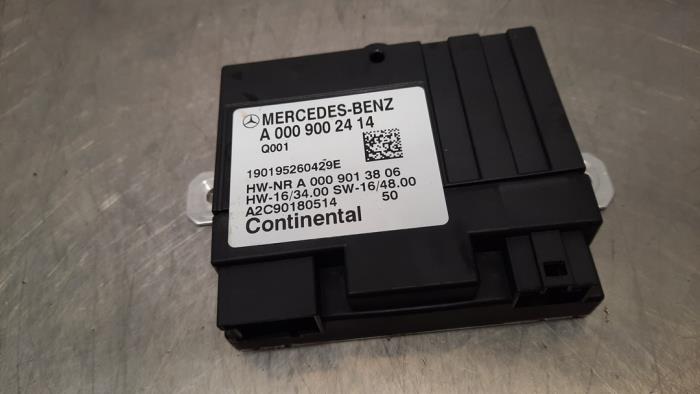 MERCEDES-BENZ
A 000 900 24 14
Q001
190195260429E
HW-NR A 000 901 38 06
HW-16/34.00 SW-16/48.00
A2C90180514 50
Continental